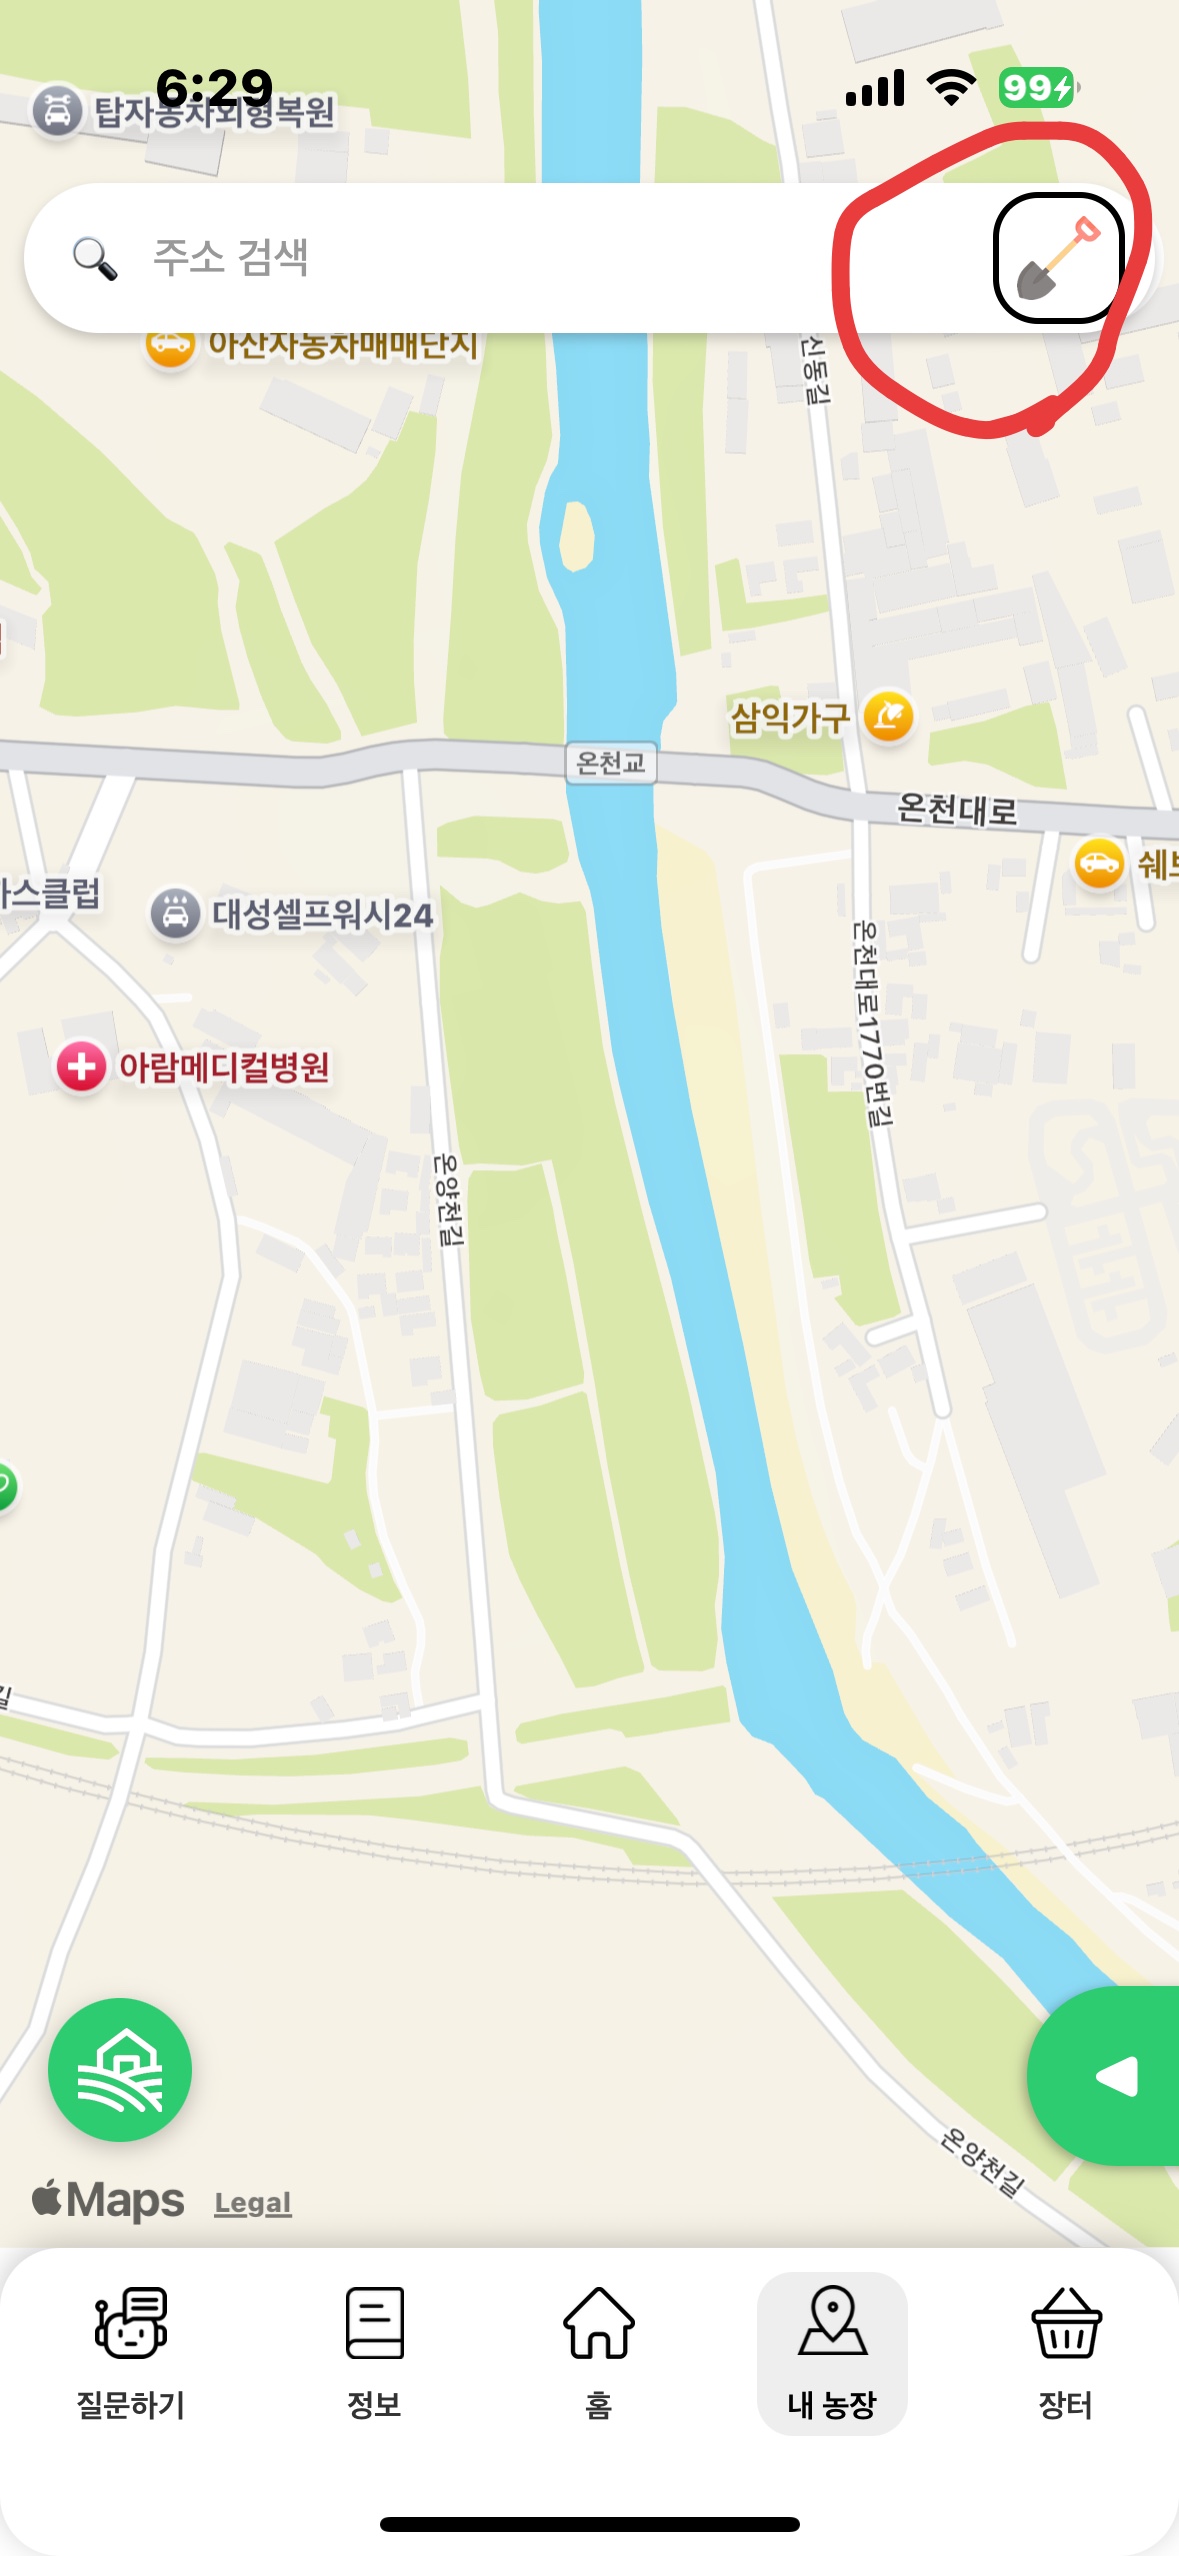 6:29
99
탑자동차외형복원
주소 검색
아산자동차매매단지
신동길
삼익가구
온천교
온천대로
가스클럽
대성셀프워시24
온천대로1770번길
아람메디컬병원
온양천길
길
온양천길
Maps
Legal
질문하기
정보
홈
내 농장
장터